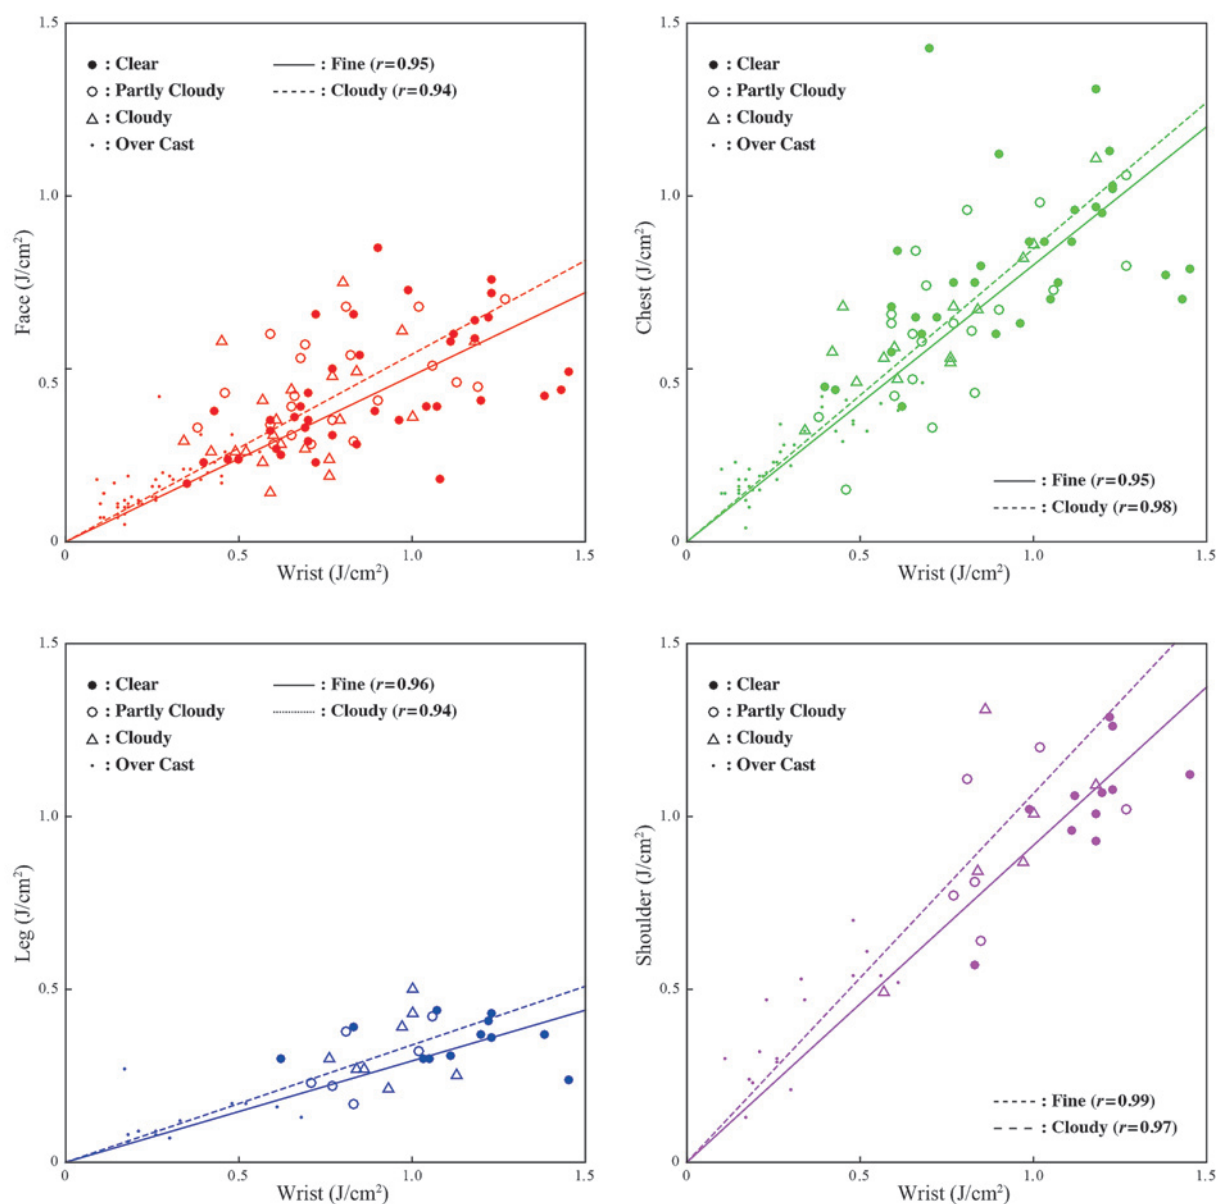 1.5
● : Clear
○ : Partly Cloudy
△ : Cloudy
· : Over Cast
: Fine (r=0.95)
: Cloudy (r=0.94)
1.0
0.5
0
Face (J/cm²)
0 0.5 1.0 1.5
Wrist (J/cm²)
1.5
● : Clear
○ : Partly Cloudy
△ : Cloudy
· : Over Cast
1.0
0.5
0
Chest (J/cm²)
: Fine (r=0.95)
: Cloudy (r=0.98)
0 0.5 1.0 1.5
Wrist (J/cm²)
1.5
● : Clear
○ : Partly Cloudy
△ : Cloudy
· : Over Cast
: Fine (r=0.96)
: Cloudy (r=0.94)
1.0
0.5
0
Leg (J/cm²)
0 0.5 1.0 1.5
Wrist (J/cm²)
1.5
● : Clear
○ : Partly Cloudy
△ : Cloudy
· : Over Cast
1.0
0.5
0
Shoulder (J/cm²)
: Fine (r=0.99)
: Cloudy (r=0.97)
0 0.5 1.0 1.5
Wrist (J/cm²)